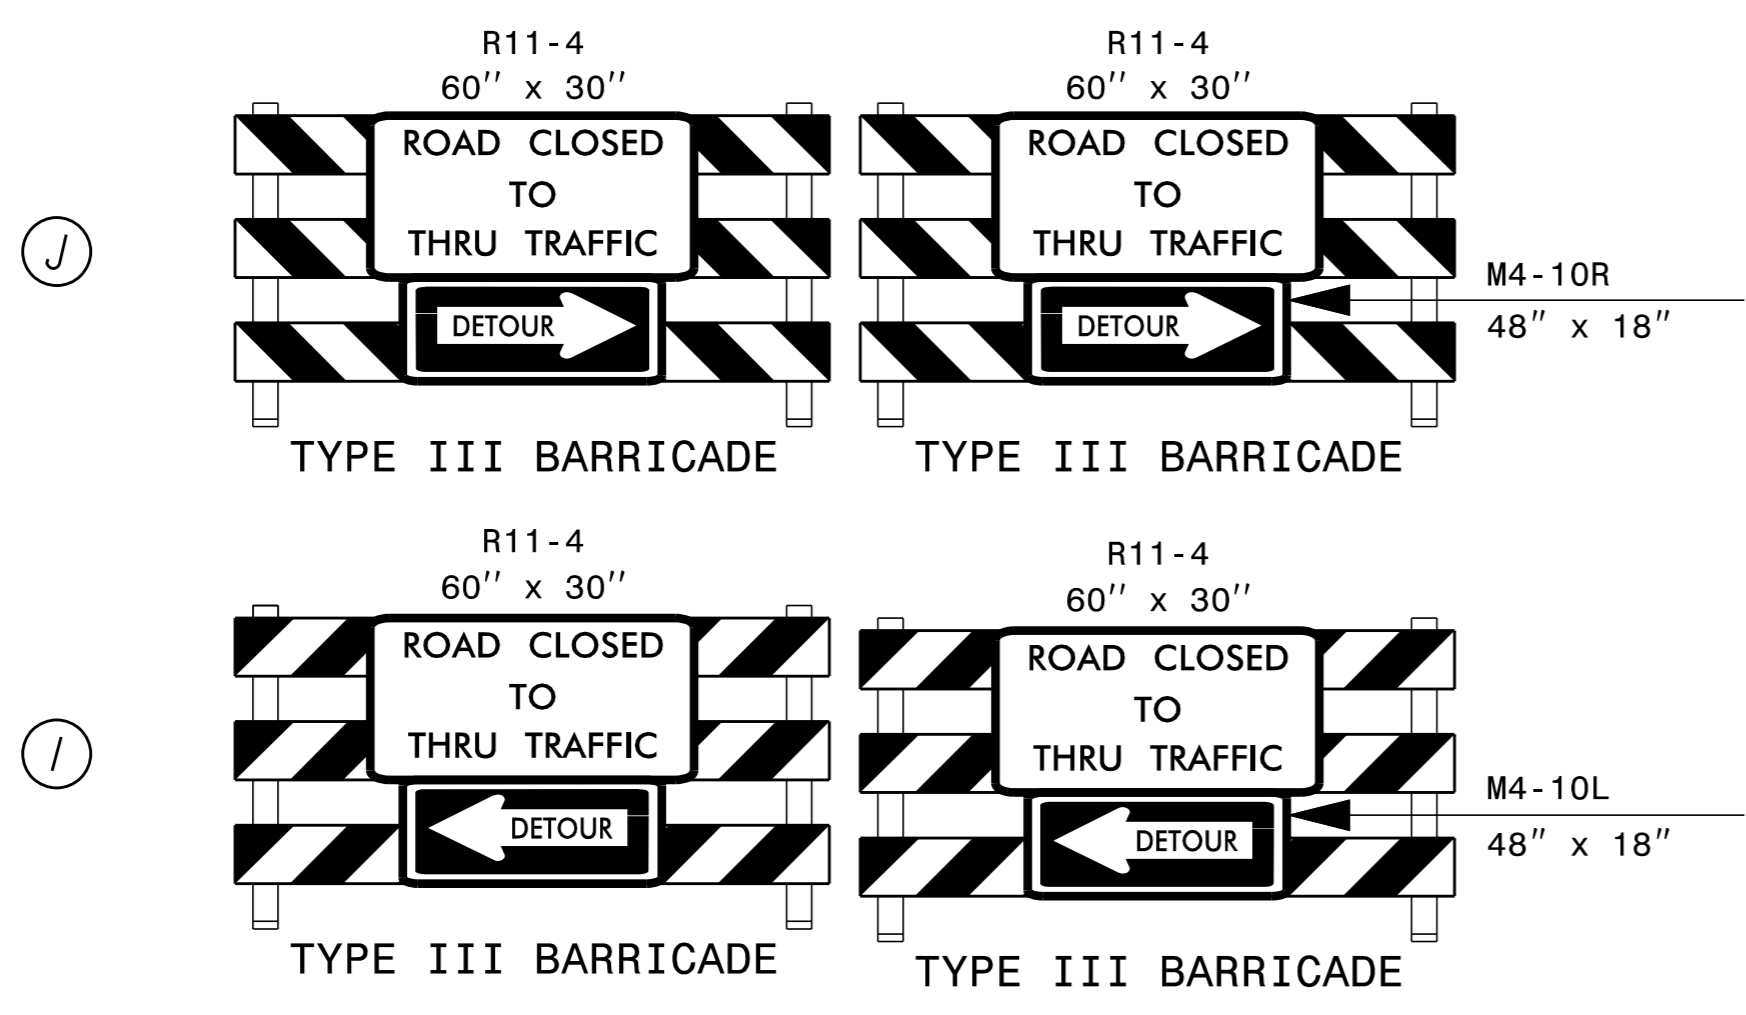 R11-4
60" x 30"
ROAD CLOSED
TO
THRU TRAFFIC
DETOUR
TYPE III BARRICADE
R11-4
60" x 30"
ROAD CLOSED
TO
THRU TRAFFIC
DETOUR
TYPE III BARRICADE
M4-10R
48" x 18"
J
R11-4
60" x 30"
ROAD CLOSED
TO
THRU TRAFFIC
DETOUR
TYPE III BARRICADE
R11-4
60" x 30"
ROAD CLOSED
TO
THRU TRAFFIC
DETOUR
TYPE III BARRICADE
M4-10L
48" x 18"
I